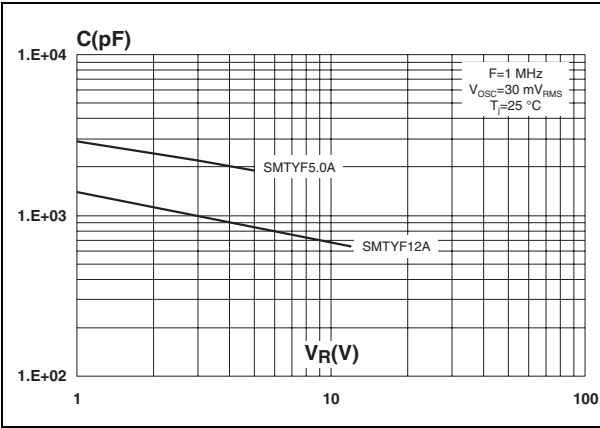 C(pF)
1.E+04
F=1 MHz
VOSC=30 mVRMS
Tj=25 °C
SMTYF5.0A
1.E+03
SMTYF12A
VR(V)
1.E+02
1 10 100